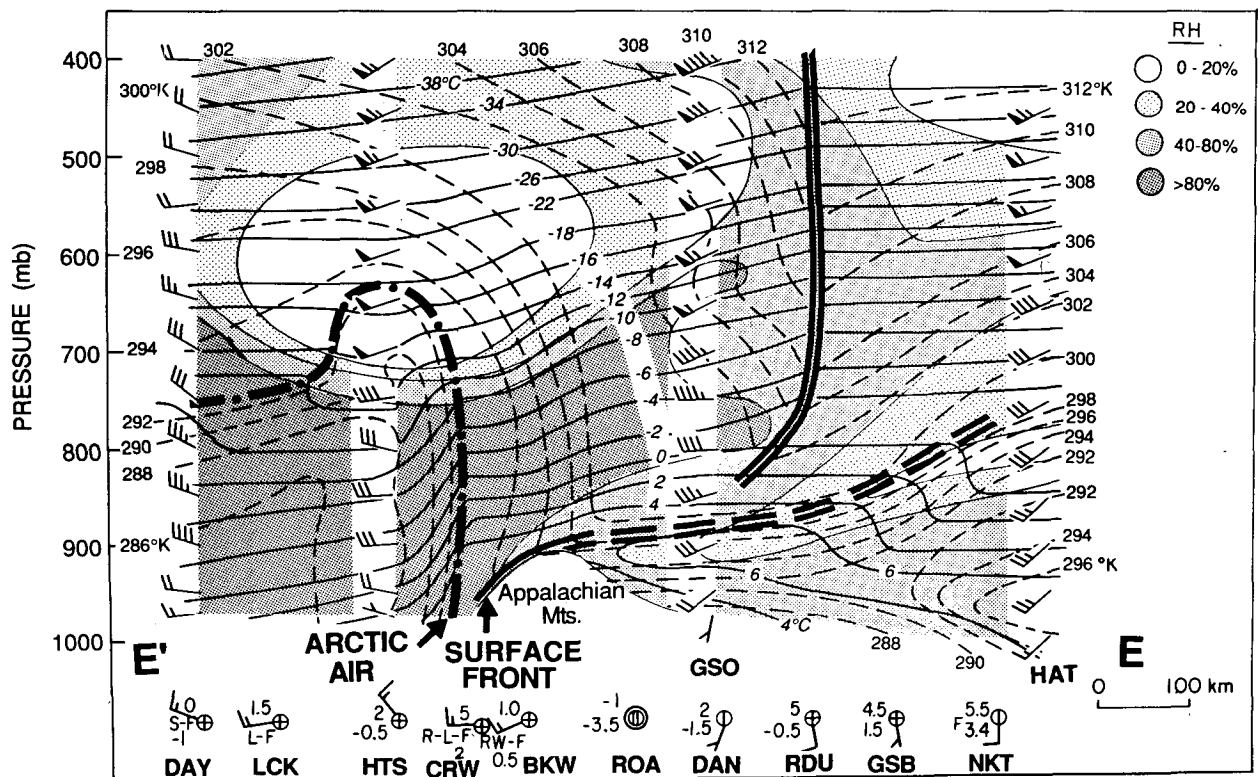 302 304 306 308 310 312
RH
0 - 20%
20 - 40%
40-80%
>80%
400
500
600
700
800
900
1000
PRESSURE (mb)
300°K
298
296
294
292
290
288
286°K
-38°C
-34
-30
-26
-22
-18
-16
-14
-12
-10
-8
-6
-4
-2
0
2
4
6
6
4°C
288
290
312°K
310
308
306
304
302
300
298
296
294
292
292
294
296 °K
Appalachian
Mts.
E'
ARCTIC
AIR
SURFACE
FRONT
GSO
HAT
E
0 100 km
0
S-F
-1
DAY
1.5
L-F
LCK
2
-0.5
HTS
.5
R-L-F
2
CRW
1.0
RW-F
0.5
BKW
-1
-3.5
ROA
2
-1.5
DAN
5
-0.5
RDU
4.5
1.5
GSB
5.5
F
3.4
NKT